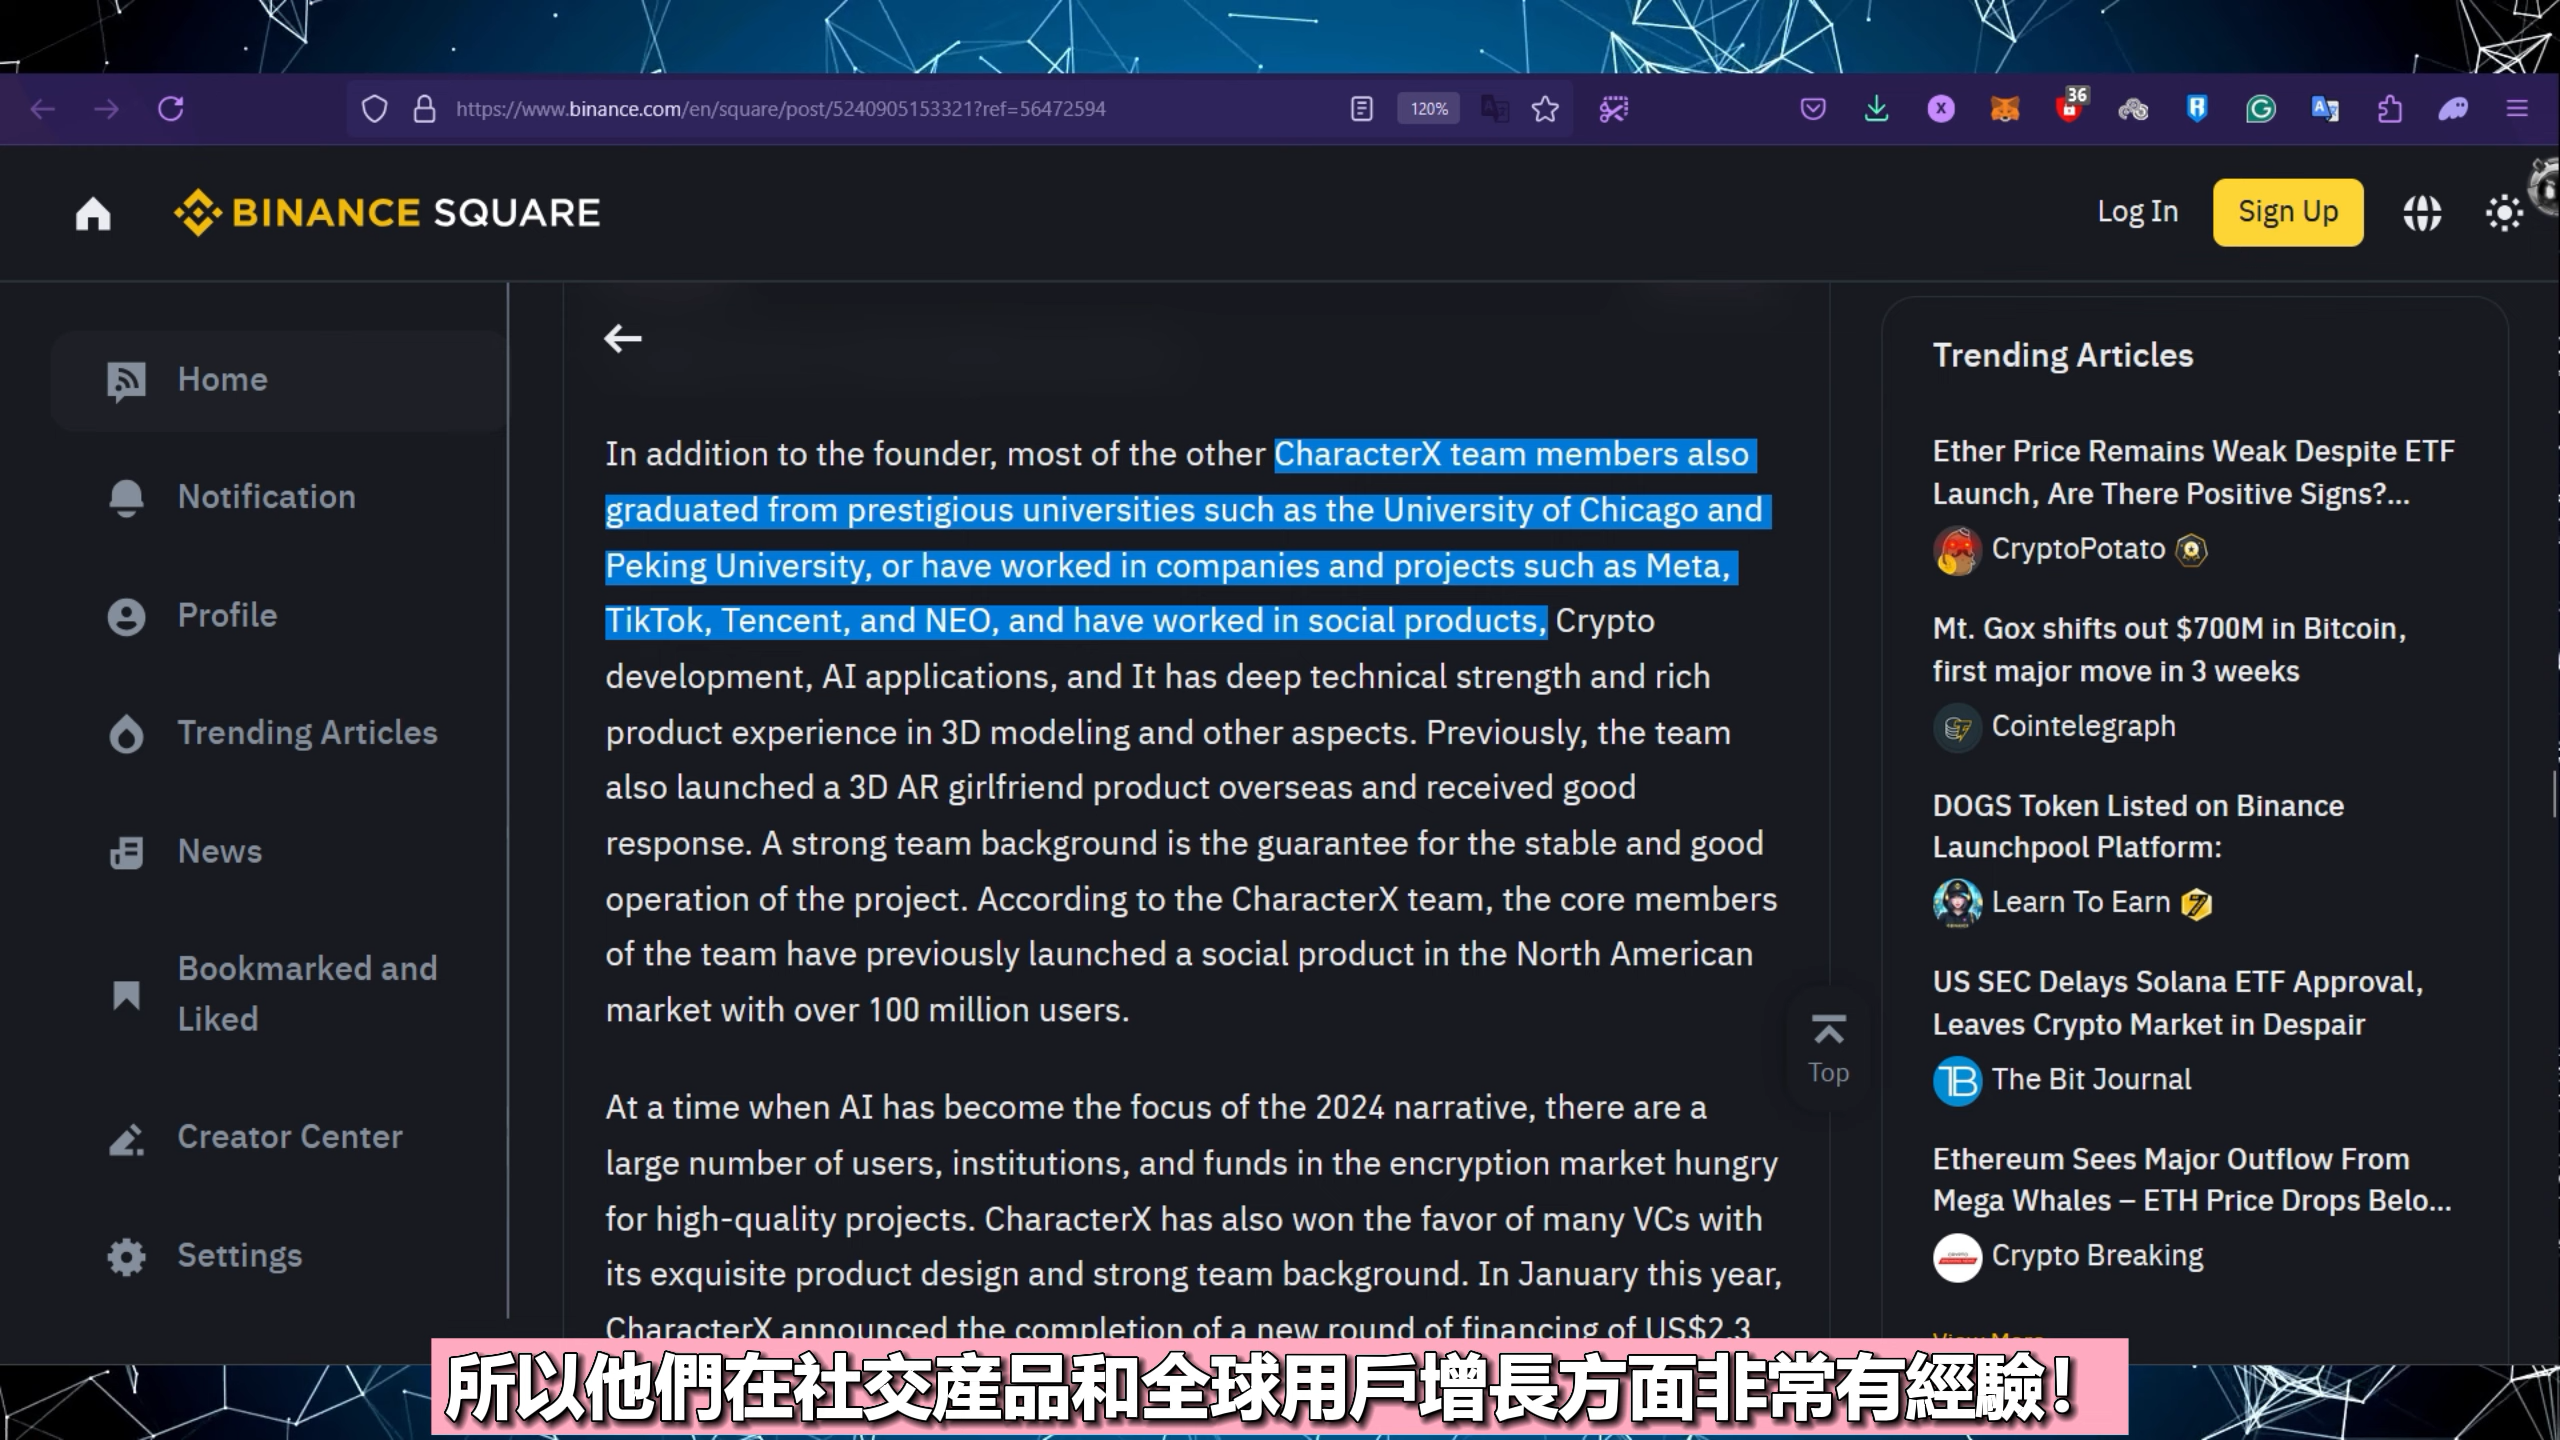 https://www.binance.com/en/square/post/5240905153321?ref=56472594
120%
36
BINANCE SQUARE
Log In
Sign Up
Home
Notification
Profile
Trending Articles
News
Bookmarked and
Liked
Creator Center
Settings
In addition to the founder, most of the other CharacterX team members also
graduated from prestigious universities such as the University of Chicago and
Peking University, or have worked in companies and projects such as Meta,
TikTok, Tencent, and NEO, and have worked in social products, Crypto
development, AI applications, and It has deep technical strength and rich
product experience in 3D modeling and other aspects. Previously, the team
also launched a 3D AR girlfriend product overseas and received good
response. A strong team background is the guarantee for the stable and good
operation of the project. According to the CharacterX team, the core members
of the team have previously launched a social product in the North American
market with over 100 million users.
At a time when AI has become the focus of the 2024 narrative, there are a
large number of users, institutions, and funds in the encryption market hungry
for high-quality projects. CharacterX has also won the favor of many VCs with
its exquisite product design and strong team background. In January this year,
CharacterX announced the completion of a new round of financing of US$2.3
Top
Trending Articles
Ether Price Remains Weak Despite ETF
Launch, Are There Positive Signs?...
CryptoPotato
Mt. Gox shifts out $700M in Bitcoin,
first major move in 3 weeks
Cointelegraph
DOGS Token Listed on Binance
Launchpool Platform:
Learn To Earn
US SEC Delays Solana ETF Approval,
Leaves Crypto Market in Despair
The Bit Journal
Ethereum Sees Major Outflow From
Mega Whales – ETH Price Drops Belo...
Crypto Breaking
View More
所以他們在社交産品和全球用戶增長方面非常有經驗！